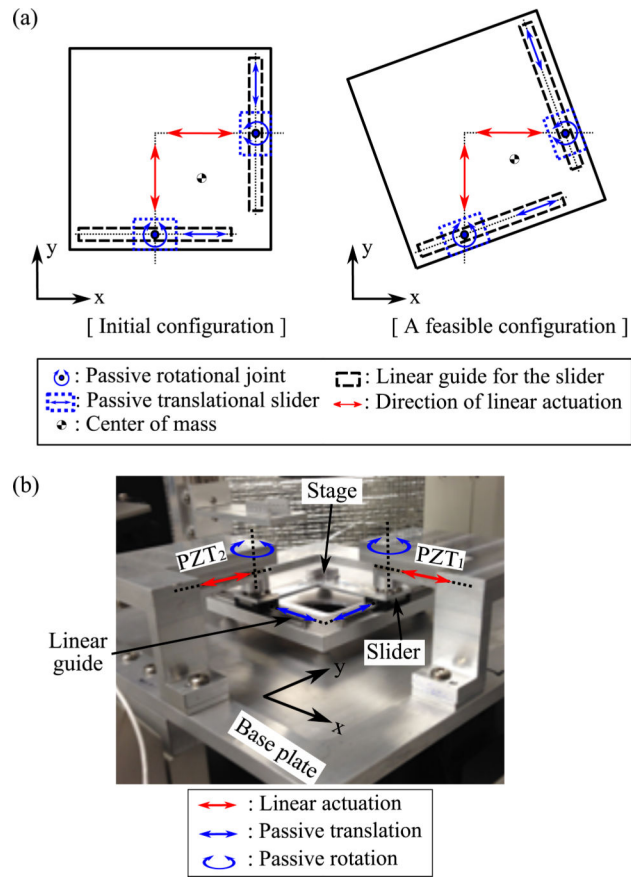 (a)
y
x
[ Initial configuration ]
y
x
[ A feasible configuration ]
: Passive rotational joint
: Linear guide for the slider
: Passive translational slider
: Direction of linear actuation
: Center of mass
(b)
Stage
PZT₂
PZT₁
Linear
guide
Slider
y
x
Base plate
: Linear actuation
: Passive translation
: Passive rotation